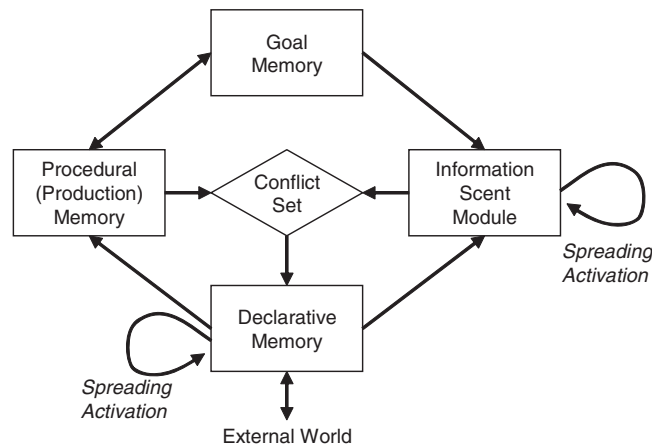 Goal
Memory
Procedural
(Production)
Memory
Conflict
Set
Information
Scent
Module
Spreading
Activation
Declarative
Memory
Spreading
Activation
External World